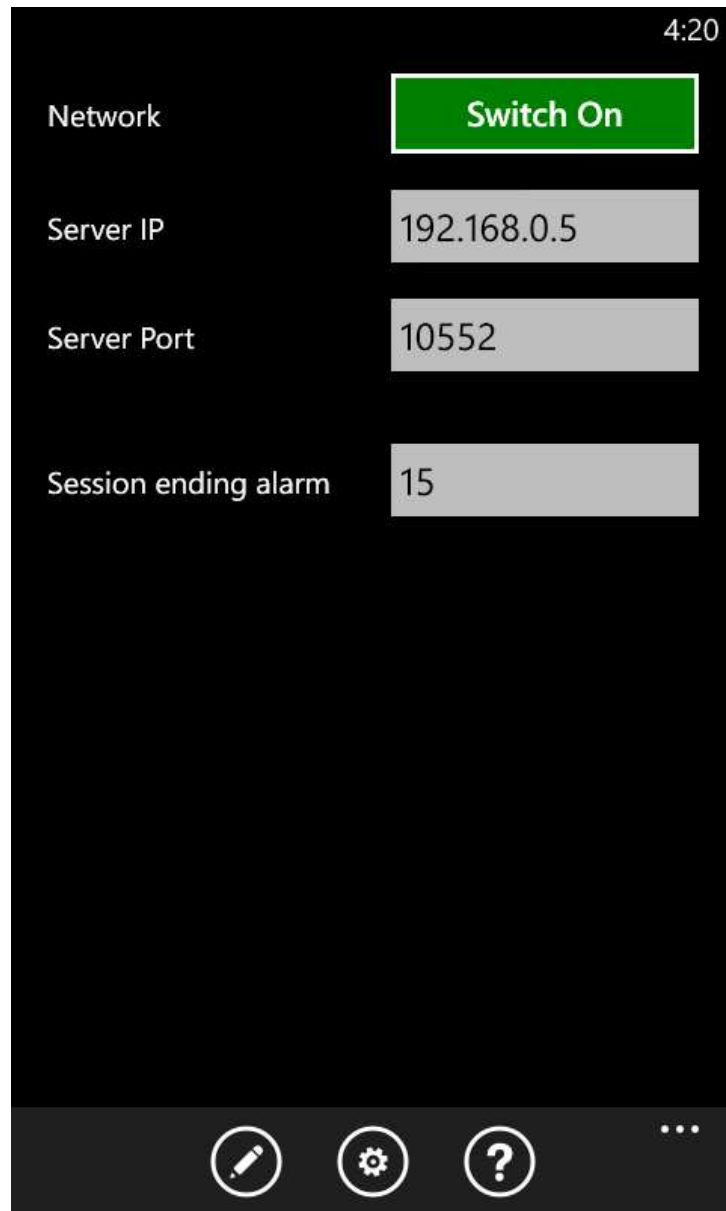 4:20
Network Switch On
Server IP 192.168.0.5
Server Port 10552
Session ending alarm 15
?